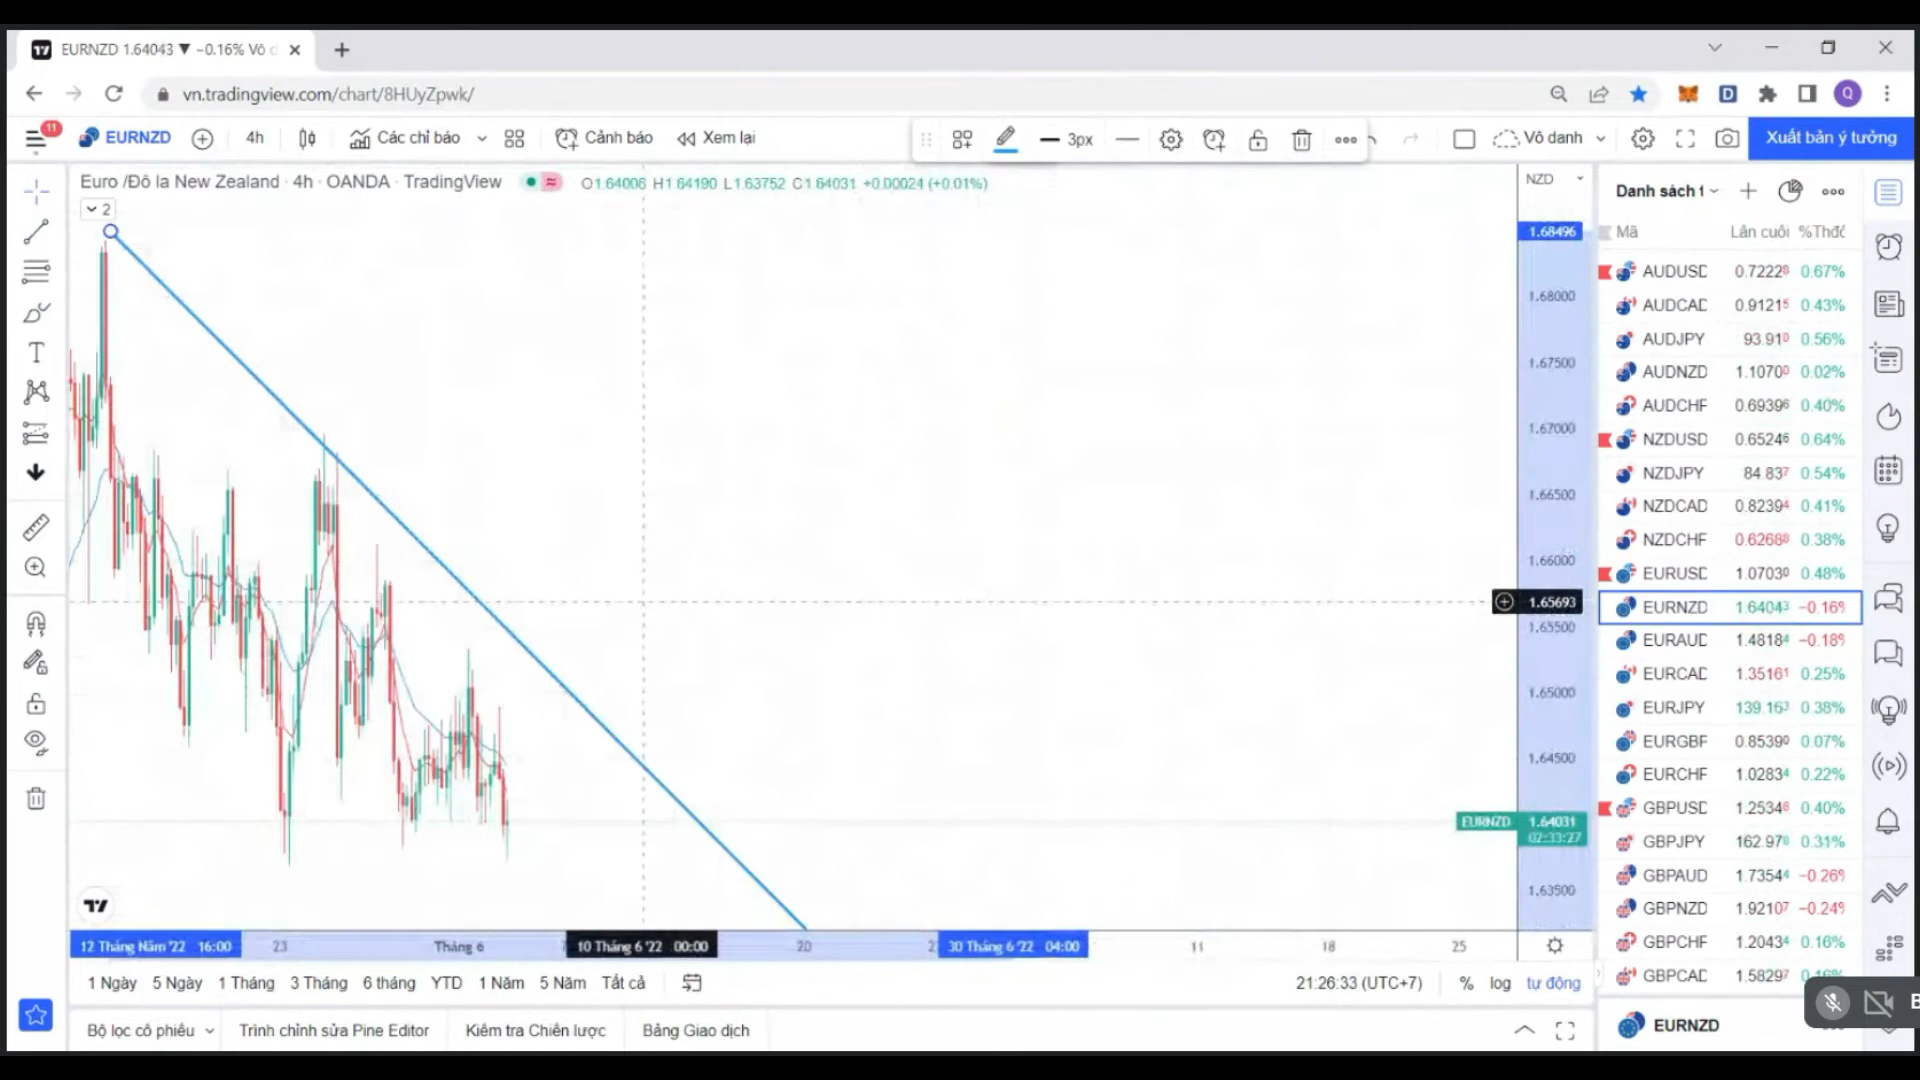 EURNZD 1.64043 ▼ −0.16% Vô d
vn.tradingview.com/chart/8HUyZpwk/
Q
11
EURNZD
4h
Các chỉ báo
Cảnh báo
Xem lại
3px
Vô danh
Xuất bản ý tưởng
Euro /Đô la New Zealand · 4h · OANDA · TradingView
O1.64006 H1.64190 L1.63752 C1.64031 +0.00024 (+0.01%)
2
NZD
1.68496
1.68000
1.67500
1.67000
1.66500
1.66000
1.65693
1.65500
1.65000
1.64500
EURNZD 1.64031
02:33:27
1.63500
12 Tháng Năm '22 16:00
23
Tháng 6
10 Tháng 6 '22 00:00
20
30 Tháng 6 '22 04:00
11
18
25
1 Ngày
5 Ngày
1 Tháng
3 Tháng
6 tháng
YTD
1 Năm
5 Năm
Tất cả
21:26:33 (UTC+7)
%
log
tự động
Bộ lọc cổ phiếu
Trình chỉnh sửa Pine Editor
Kiểm tra Chiến lược
Bảng Giao dịch
Danh sách t
Mã Lần cuối %Thđổ
AUDUSD 0.72228 0.67%
AUDCAD 0.91215 0.43%
AUDJPY 93.910 0.56%
AUDNZD 1.10700 0.02%
AUDCHF 0.69396 0.40%
NZDUSD 0.65246 0.64%
NZDJPY 84.837 0.54%
NZDCAD 0.82394 0.41%
NZDCHF 0.62688 0.38%
EURUSD 1.07030 0.48%
EURNZD 1.64043 −0.16%
EURAUD 1.48184 −0.18%
EURCAD 1.35161 0.25%
EURJPY 139.163 0.38%
EURGBP 0.85390 0.07%
EURCHF 1.02834 0.22%
GBPUSD 1.25346 0.40%
GBPJPY 162.978 0.31%
GBPAUD 1.73544 −0.26%
GBPNZD 1.92107 −0.24%
GBPCHF 1.20434 0.16%
GBPCAD 1.58297 0.16%
EURNZD